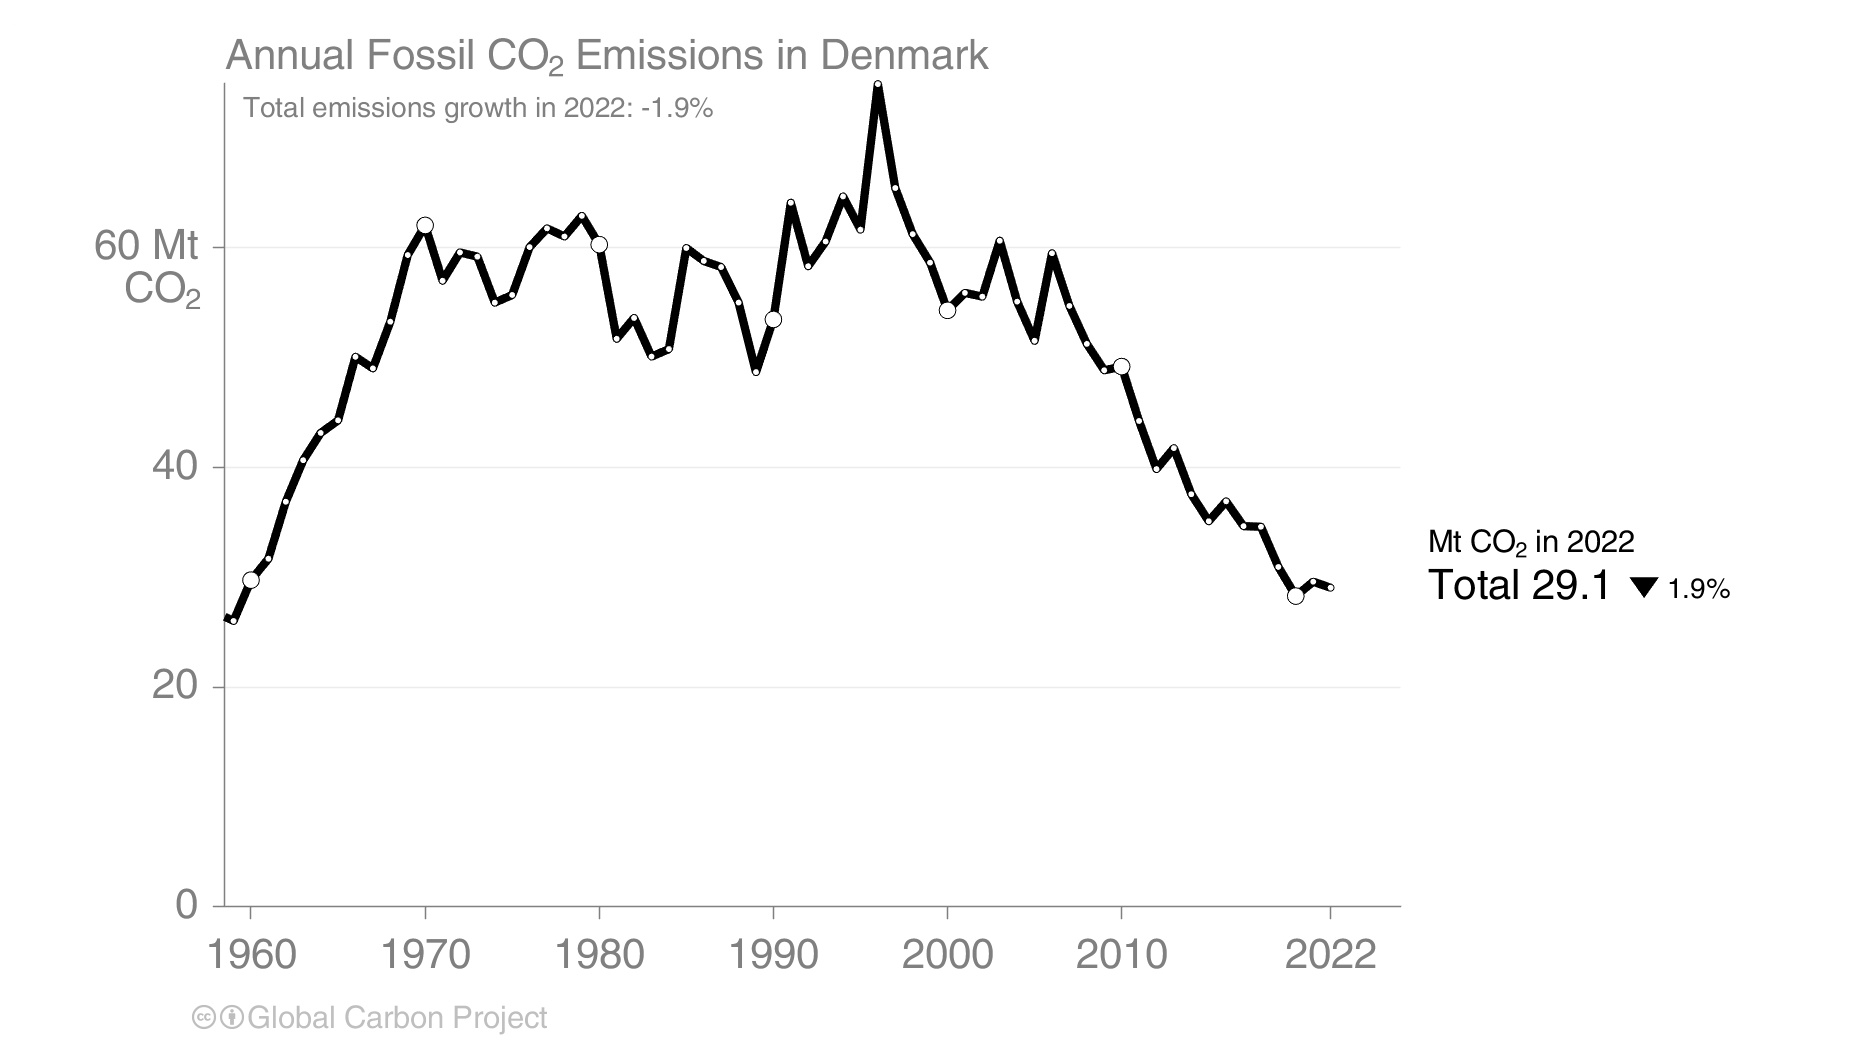 Annual Fossil CO₂ Emissions in Denmark
Total emissions growth in 2022: -1.9%
60 Mt
CO₂
40
20
0
1960 1970 1980 1990 2000 2010 2022
Mt CO₂ in 2022
Total 29.1 ▼ 1.9%
cc Global Carbon Project